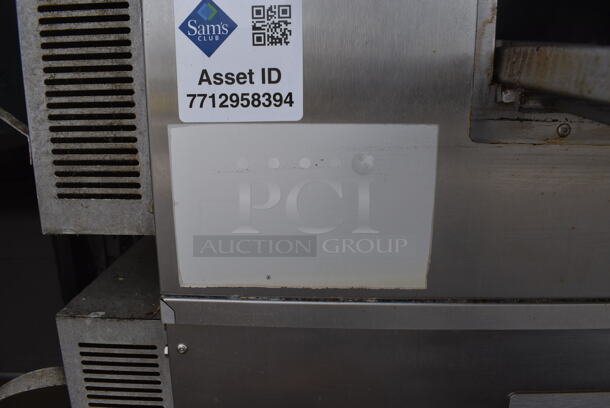 Sam's
CLUB
Asset ID
7712958394
PCI
AUCTION GROUP